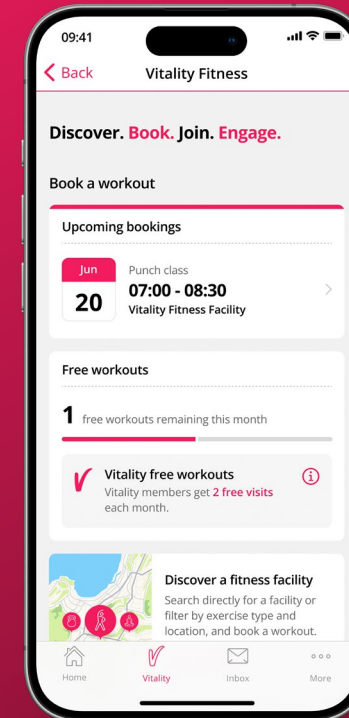 09:41
Back
Vitality Fitness
Discover. Book. Join. Engage.
Book a workout
Upcoming bookings
Jun
20
Punch class
07:00 - 08:30
Vitality Fitness Facility
Free workouts
1 free workouts remaining this month
Vitality free workouts
Vitality members get 2 free visits
each month.
Discover a fitness facility
Search directly for a facility or
filter by exercise type and
location, and book a workout.
Home
Vitality
Inbox
More